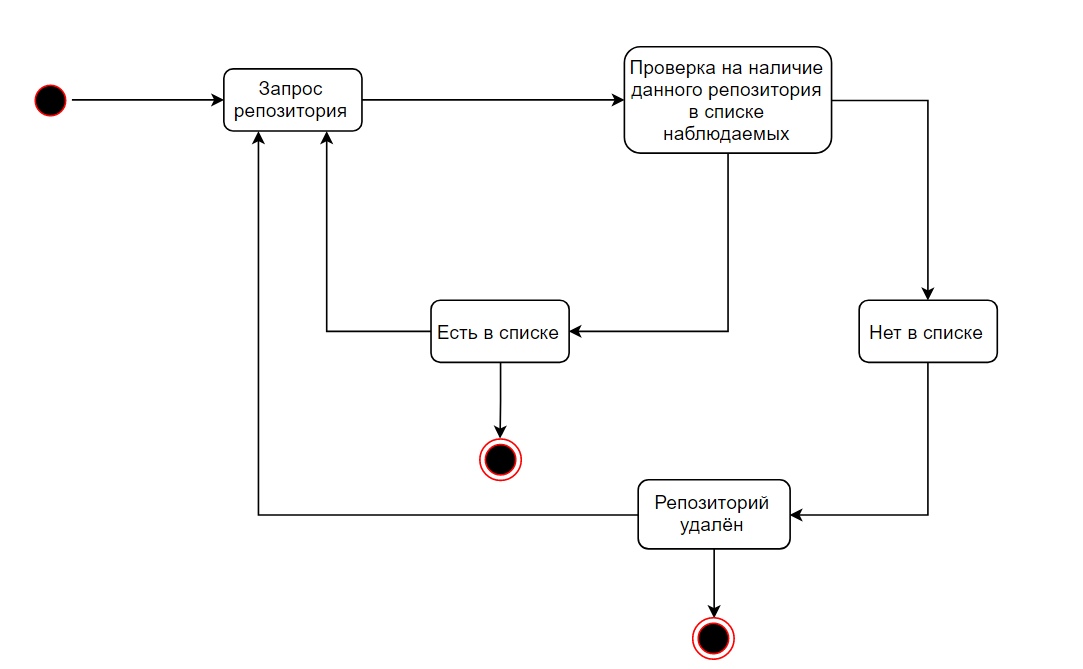 Запрос
репозитория
Проверка на наличие
данного репозитория
в списке
наблюдаемых
Есть в списке
Нет в списке
Репозиторий
удалён